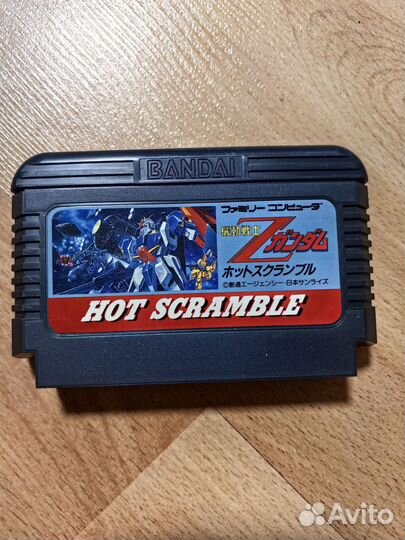 BANDAI
ファミリー コンピュータ
機動戦士
Zガンダム
ホットスクランブル
©創通エージェンシー・日本サンライズ
HOT SCRAMBLE
Avito